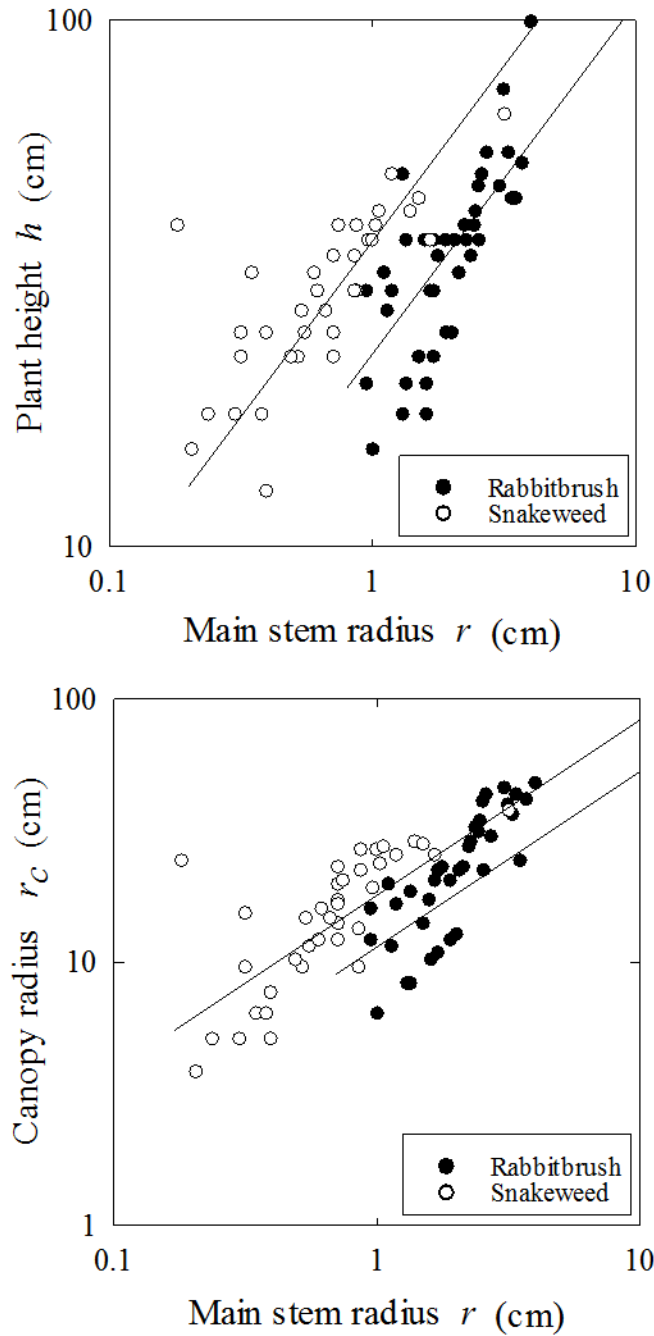 100
Plant height h (cm)
10
Rabbitbrush
Snakeweed
0.1 1 10
Main stem radius r (cm)
100
Canopy radius rc (cm)
10
Rabbitbrush
Snakeweed
1
0.1 1 10
Main stem radius r (cm)